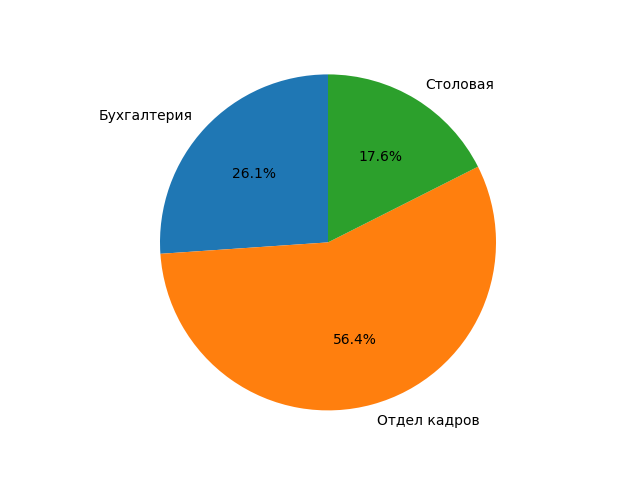 Столовая
Бухгалтерия
17.6%
26.1%
56.4%
Отдел кадров